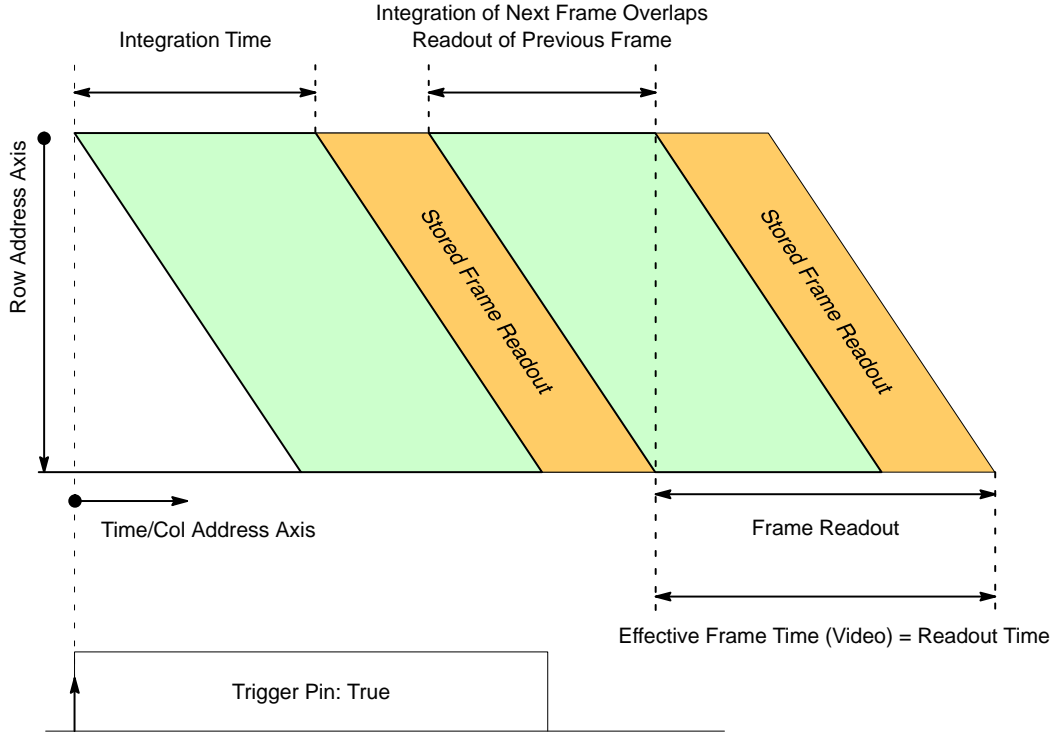 Integration Time
Integration of Next Frame Overlaps
Readout of Previous Frame
Row Address Axis
Stored Frame Readout
Stored Frame Readout
Time/Col Address Axis
Frame Readout
Effective Frame Time (Video) = Readout Time
Trigger Pin: True